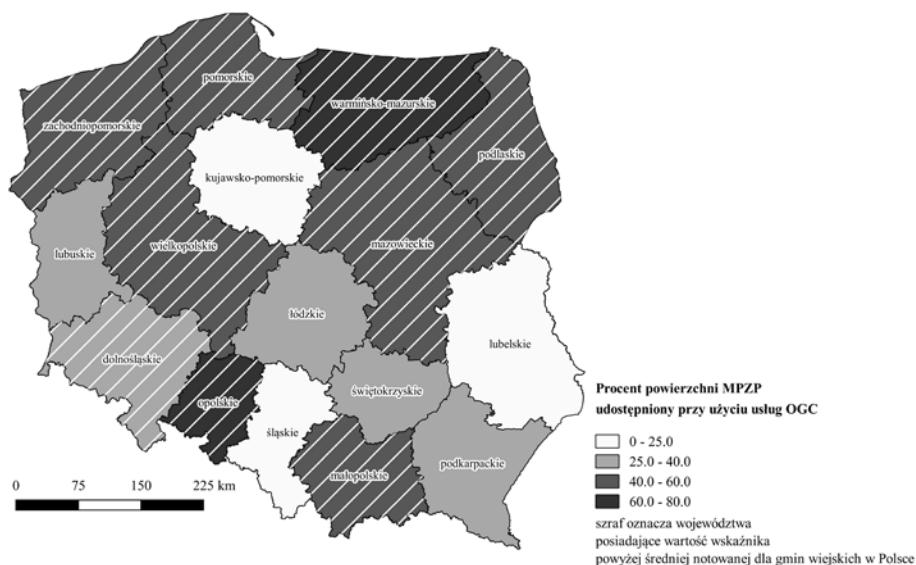 pomorskie
warmińsko-mazurskie
zachodniopomorskie
podlaskie
kujawsko-pomorskie
wielkopolskie
mazowieckie
lubuskie
łódzkie
lubelskie
dolnośląskie
świętokrzyskie
opolskie
śląskie
podkarpackie
małopolskie
0 75 150 225 km
Procent powierzchni MPZP
udostępniony przy użyciu usług OGC
0 - 25.0
25.0 - 40.0
40.0 - 60.0
60.0 - 80.0
szraf oznacza województwa
posiadające wartość wskaźnika
powyżej średniej notowanej dla gmin wiejskich w Polsce